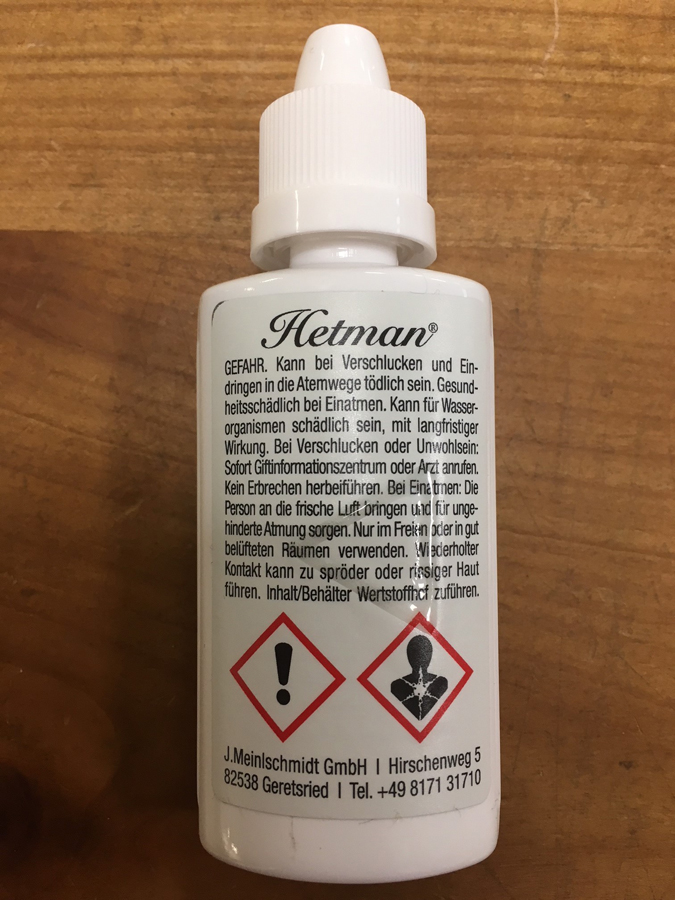 Hetman®
GEFAHR. Kann bei Verschlucken und Ein-
dringen in die Atemwege tödlich sein. Gesund-
heitsschädlich bei Einatmen. Kann für Wasser-
organismen schädlich sein, mit langfristiger
Wirkung. Bei Verschlucken oder Unwohlsein:
Sofort Giftinformationszentrum oder Arzt anrufen.
Kein Erbrechen herbeiführen. Bei Einatmen: Die
Person an die frische Luft bringen und für unge-
hinderte Atmung sorgen. Nur im Freien oder in gut
belüfteten Räumen verwenden. Wiederholter
Kontakt kann zu spröder oder rissiger Haut
führen. Inhalt/Behälter Wertstoffhof zuführen.
J.Meinlschmidt GmbH | Hirschenweg 5
82538 Geretsried | Tel. +49 8171 31710